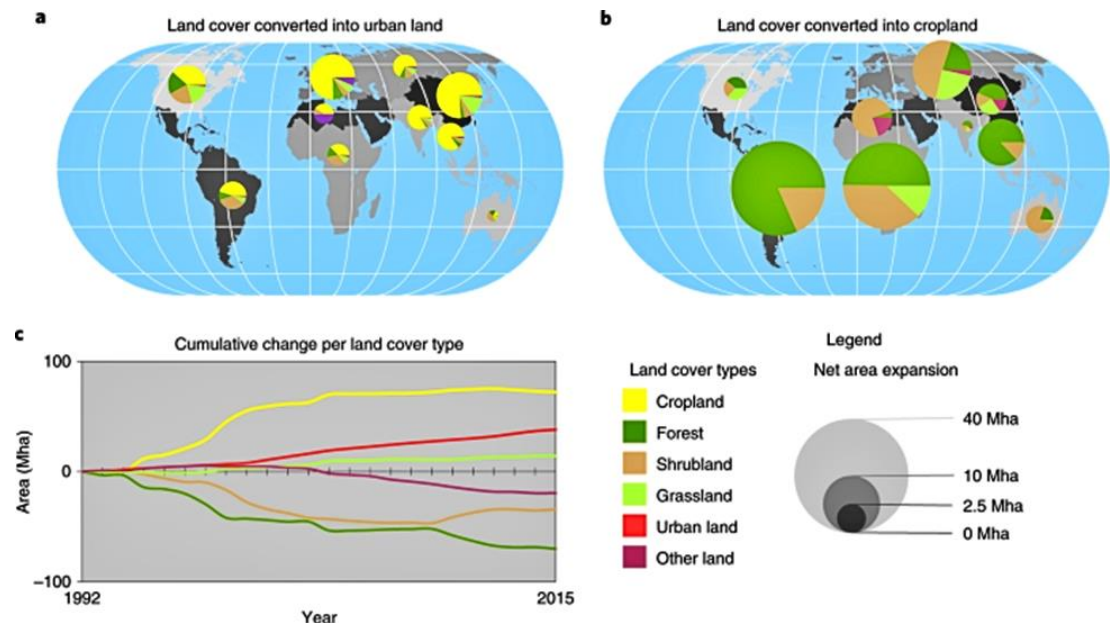 a
Land cover converted into urban land
b
Land cover converted into cropland
c
Cumulative change per land cover type
100
0
−100
Area (Mha)
1992
2015
Year
Legend
Land cover types
Cropland
Forest
Shrubland
Grassland
Urban land
Other land
Net area expansion
40 Mha
10 Mha
2.5 Mha
0 Mha